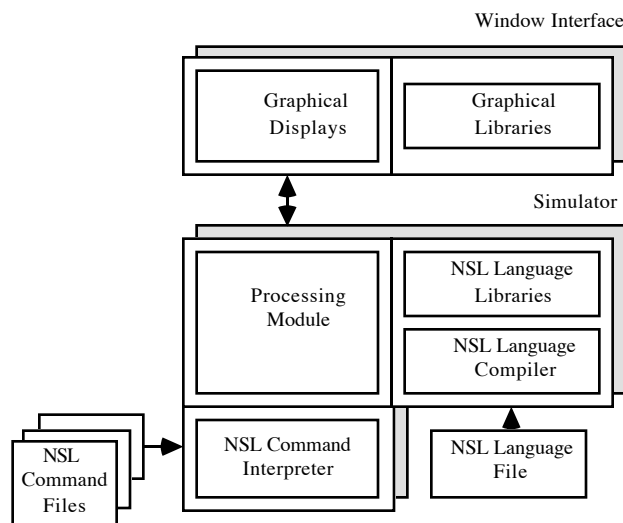 Window Interface
Graphical
Displays
Graphical
Libraries
Simulator
Processing
Module
NSL Language
Libraries
NSL Language
Compiler
NSL
Command
Files
NSL Command
Interpreter
NSL Language
File